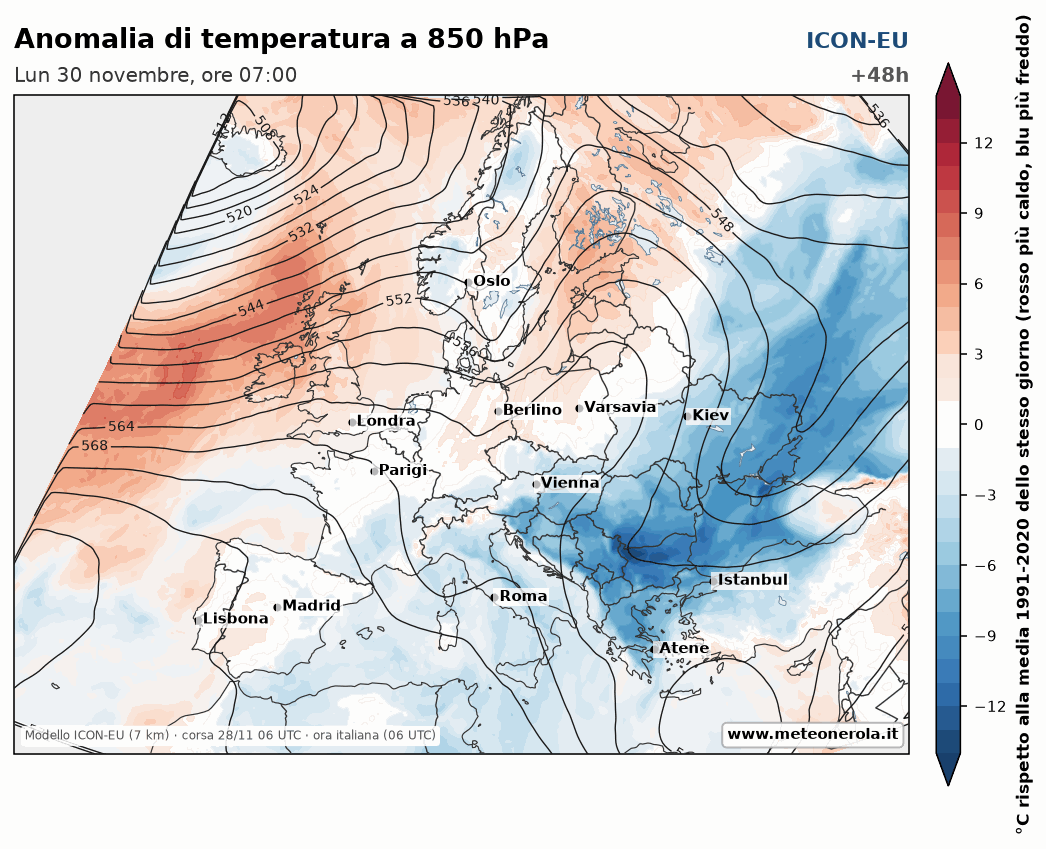 Anomalia di temperatura a 850 hPa
ICON-EU
Lun 30 novembre, ore 07:00
+48h
512
508
536
540
536
520
524
532
548
544
552
556
564
568
Oslo
Berlino
Varsavia
Kiev
Londra
Parigi
Vienna
Istanbul
Roma
Madrid
Lisbona
Atene
Modello ICON-EU (7 km) · corsa 28/11 06 UTC · ora italiana (06 UTC)
www.meteonerola.it
12
9
6
3
0
−3
−6
−9
−12
°C rispetto alla media 1991-2020 dello stesso giorno (rosso più caldo, blu più freddo)